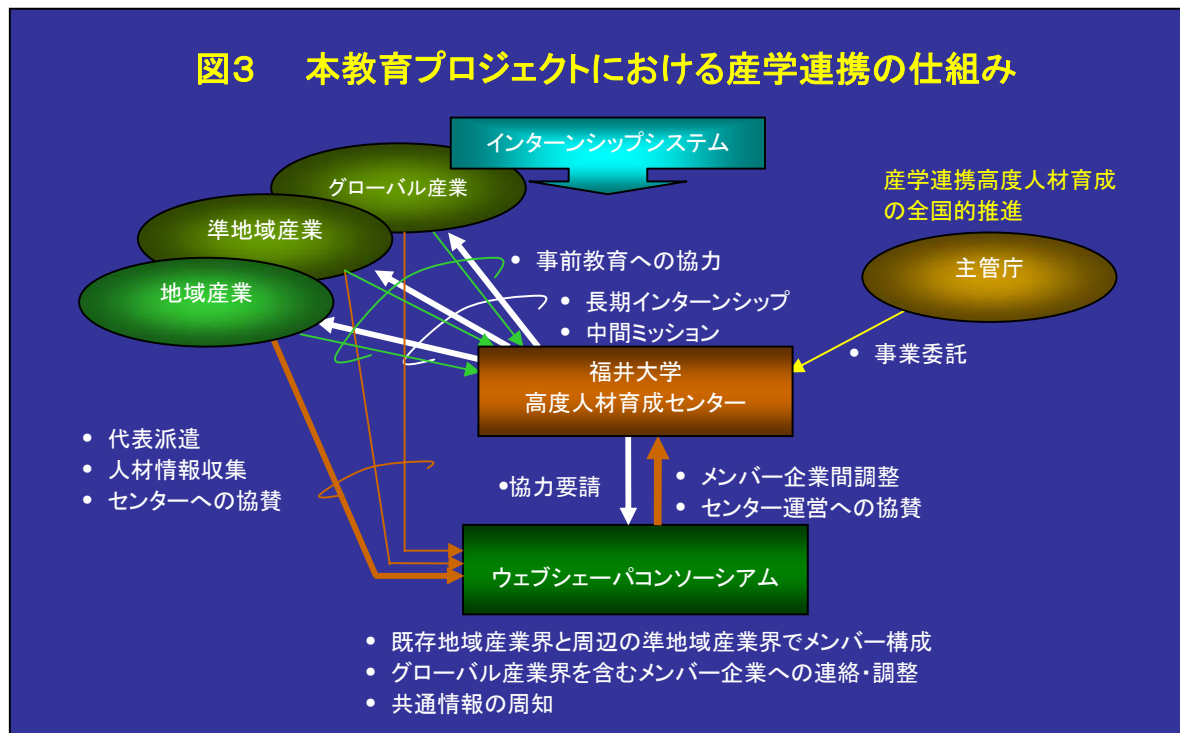 図3 本教育プロジェクトにおける産学連携の仕組み
インターンシップシステム
グローバル産業
準地域産業
地域産業
産学連携高度人材育成
の全国的推進
主管庁
• 事前教育への協力
• 長期インターンシップ
• 中間ミッション
• 事業委託
福井大学
高度人材育成センター
• 代表派遣
• 人材情報収集
• センターへの協賛
•協力要請
• メンバー企業間調整
• センター運営への協賛
ウェブシェーパコンソーシアム
• 既存地域産業界と周辺の準地域産業界でメンバー構成
• グローバル産業界を含むメンバー企業への連絡・調整
• 共通情報の周知